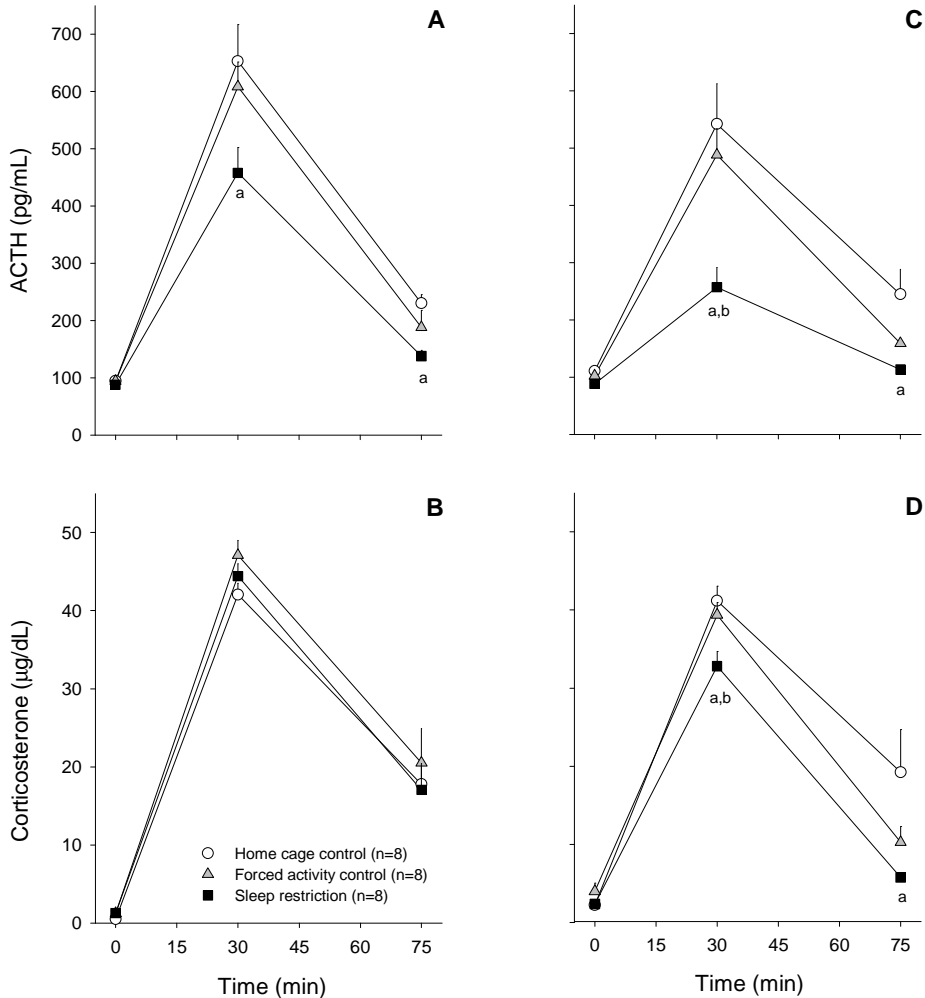 A
700
600
500
400
300
200
100
0
ACTH (pg/mL)
a
a
C
a,b
a
B
50
40
30
20
10
0
Corticosterone (µg/dL)
Home cage control (n=8)
Forced activity control (n=8)
Sleep restriction (n=8)
0 15 30 45 60 75
Time (min)
D
a,b
a
0 15 30 45 60 75
Time (min)